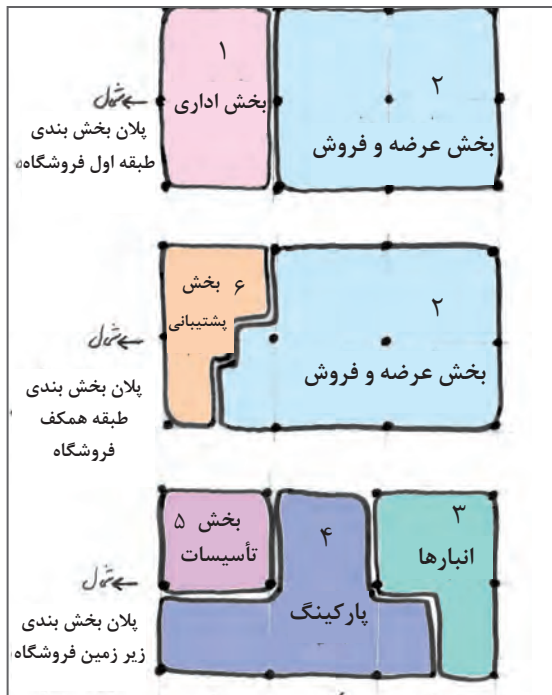 ۱
بخش اداری
۲
بخش عرضه و فروش
شمال
پلان بخش بندی
طبقه اول فروشگاه
۶ بخش
پشتیبانی
۲
بخش عرضه و فروش
شمال
پلان بخش بندی
طبقه همکف
فروشگاه
۵ بخش
تأسیسات
۴
پارکینگ
۳
انبارها
شمال
پلان بخش بندی
زیر زمین فروشگاه